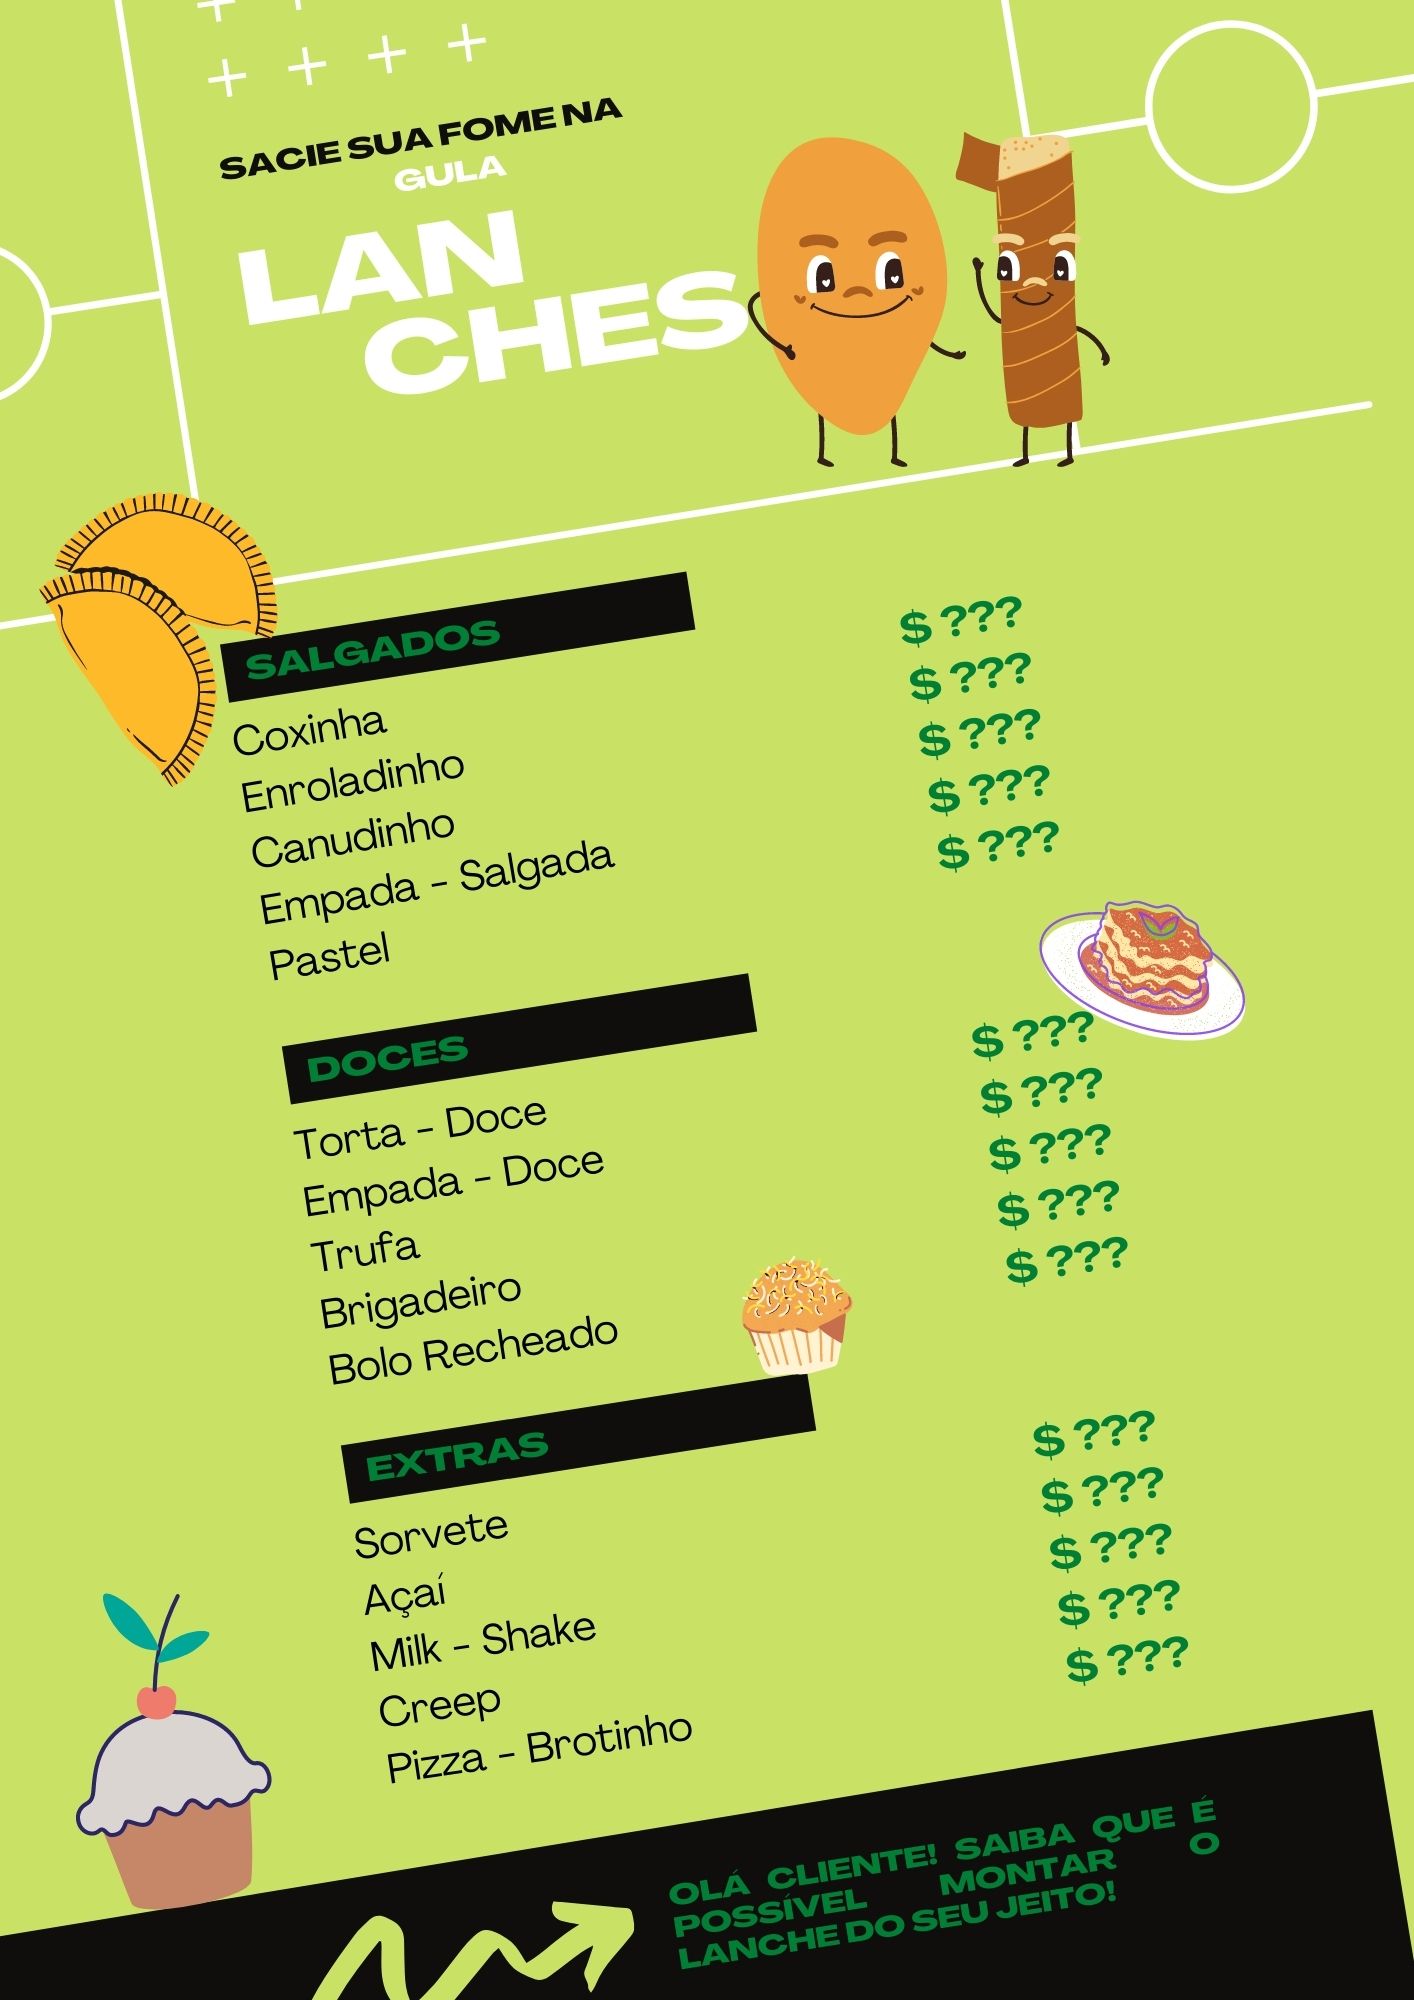 SACIE SUA FOME NA
GULA
LAN
CHES
SALGADOS
Coxinha
Enroladinho
Canudinho
Empada - Salgada
Pastel
$ ???
$ ???
$ ???
$ ???
$ ???
DOCES
Torta - Doce
Empada - Doce
Trufa
Brigadeiro
Bolo Recheado
$ ???
$ ???
$ ???
$ ???
$ ???
EXTRAS
Sorvete
Açaí
Milk - Shake
Creep
Pizza - Brotinho
$ ???
$ ???
$ ???
$ ???
$ ???
OLÁ CLIENTE! SAIBA QUE É
POSSÍVEL MONTAR O
LANCHE DO SEU JEITO!